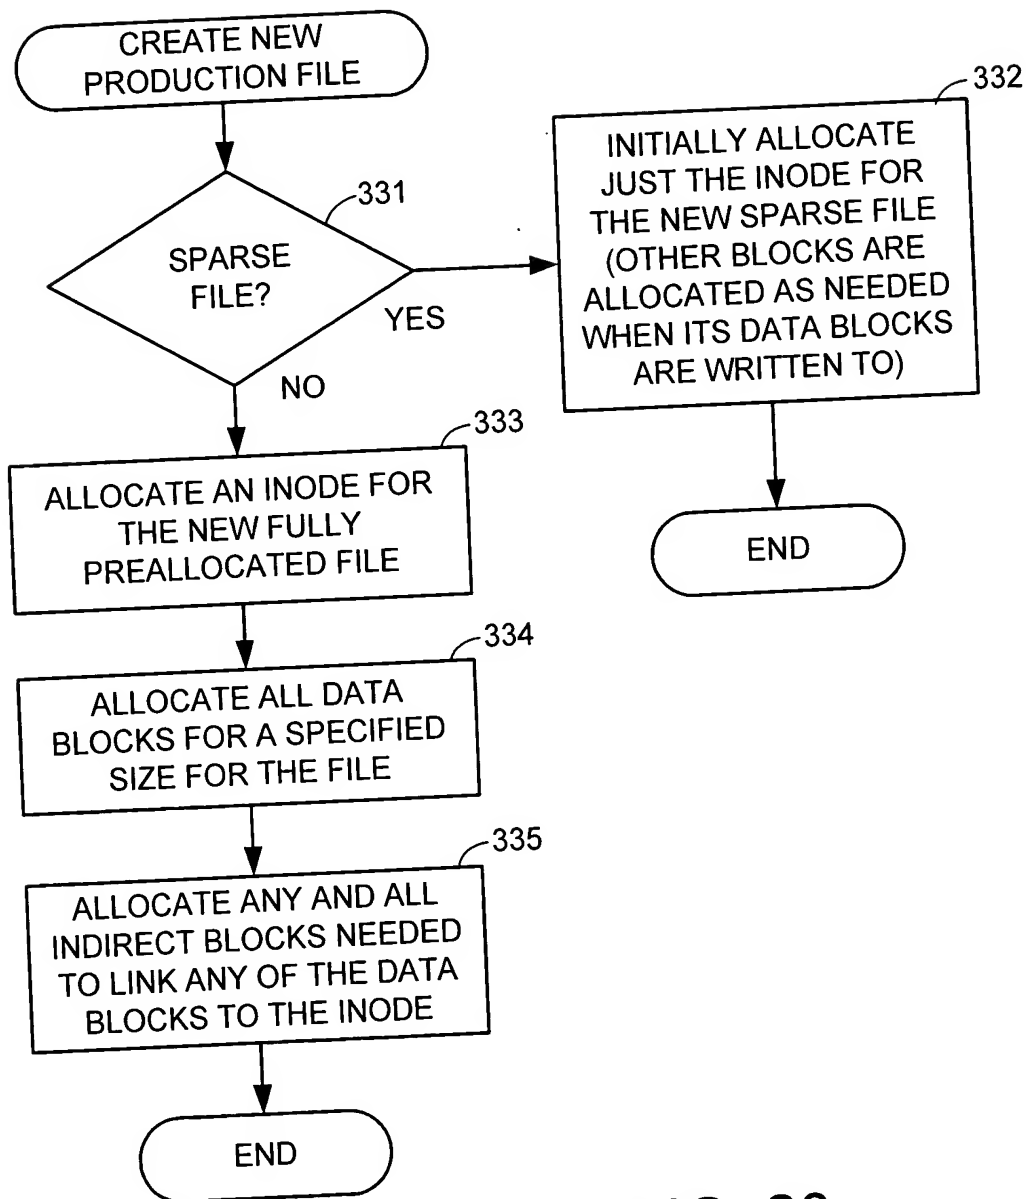 CREATE NEW
PRODUCTION FILE
331
SPARSE
FILE?
YES
NO
332
INITIALLY ALLOCATE
JUST THE INODE FOR
THE NEW SPARSE FILE
(OTHER BLOCKS ARE
ALLOCATED AS NEEDED
WHEN ITS DATA BLOCKS
ARE WRITTEN TO)
END
333
ALLOCATE AN INODE FOR
THE NEW FULLY
PREALLOCATED FILE
334
ALLOCATE ALL DATA
BLOCKS FOR A SPECIFIED
SIZE FOR THE FILE
335
ALLOCATE ANY AND ALL
INDIRECT BLOCKS NEEDED
TO LINK ANY OF THE DATA
BLOCKS TO THE INODE
END